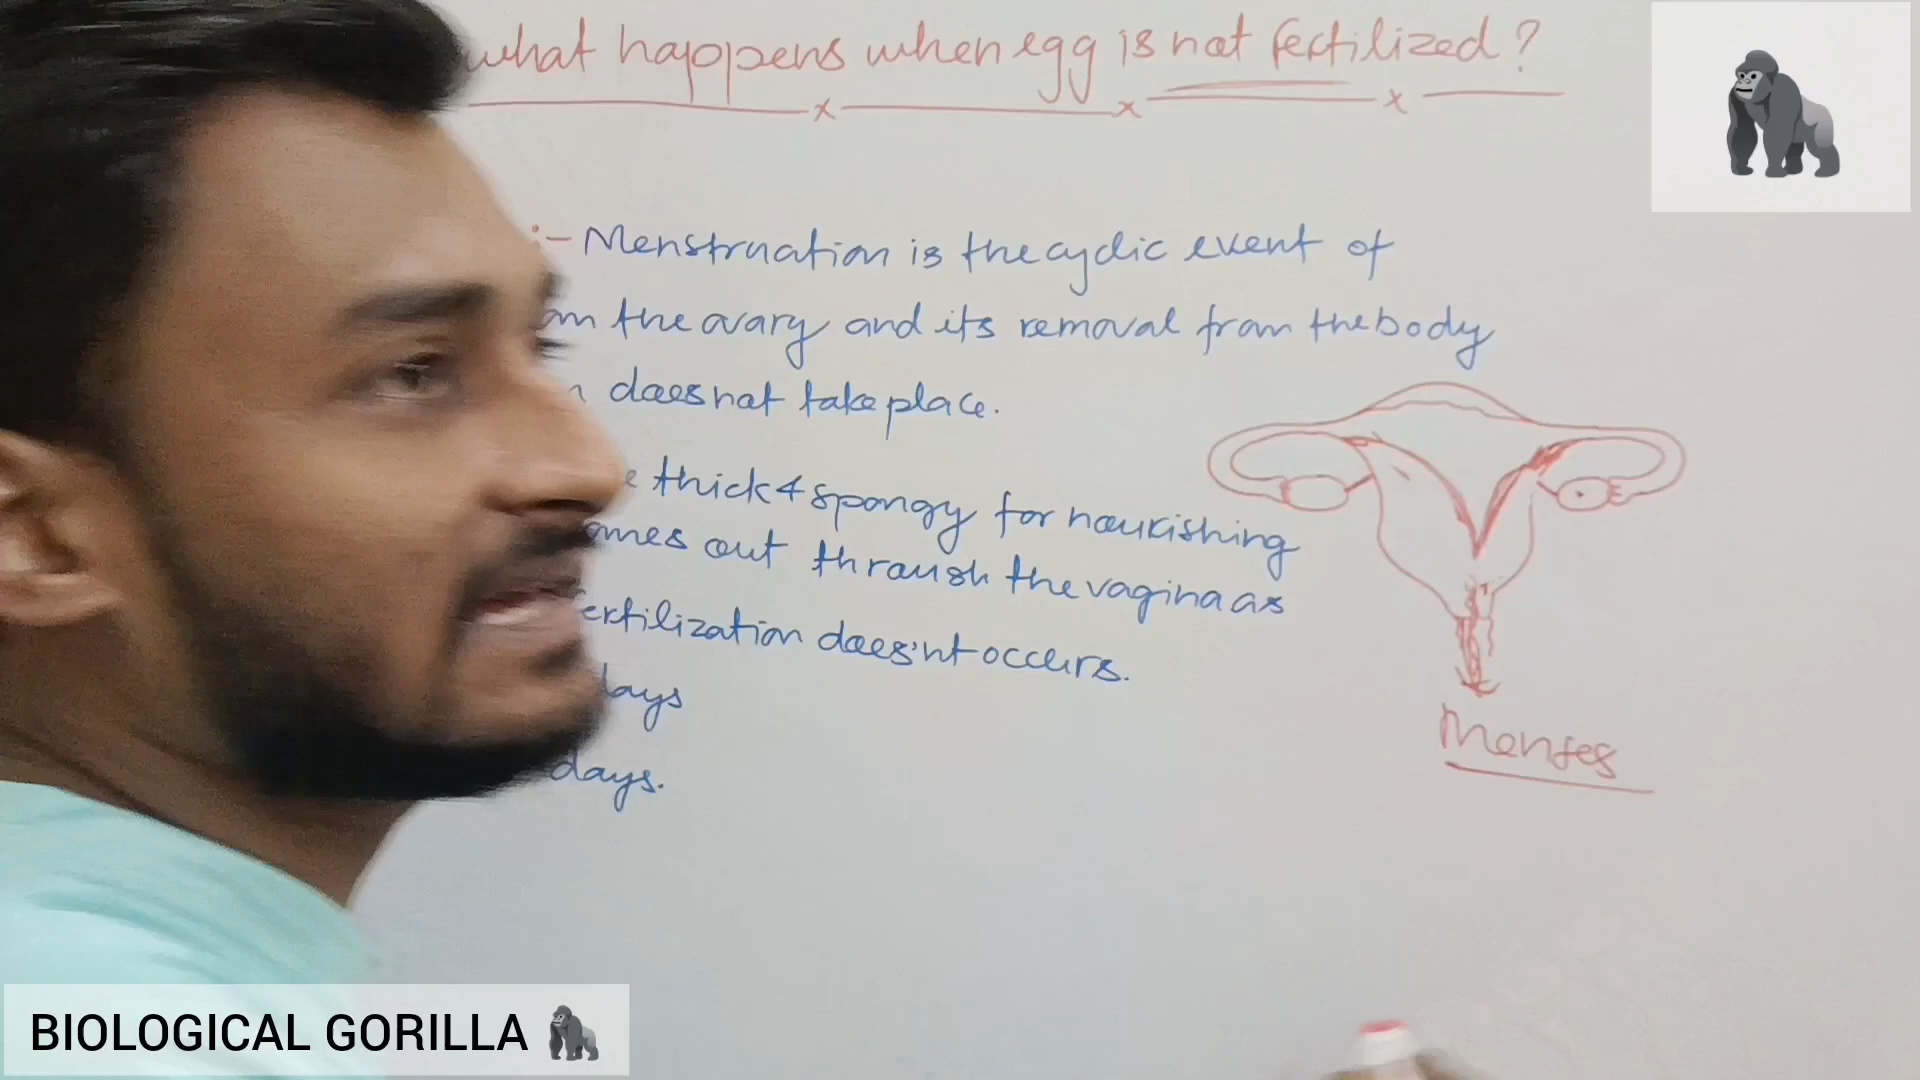 what happens when egg is not fertilized?
:- Menstruation is the cyclic event of
the ovary and its removal from the body
does not take place.
thick & spongy for nourishing
out through the vagina as
fertilization does'nt occurs.
days
days.
Menses
BIOLOGICAL GORILLA